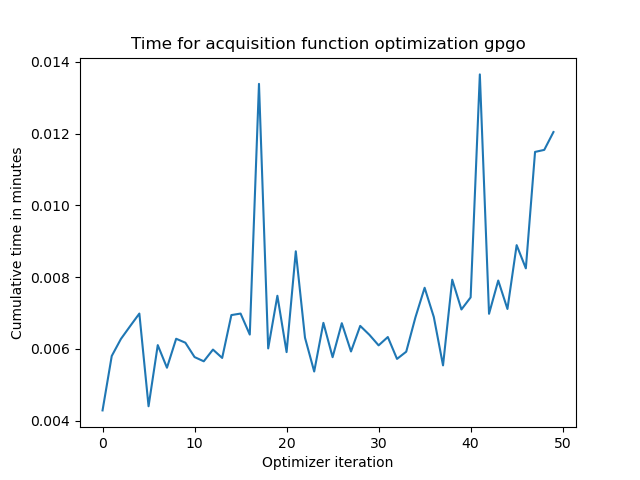 Time for acquisition function optimization gpgo
0.014
0.012
0.010
0.008
0.006
0.004
Cumulative time in minutes
0 10 20 30 40 50
Optimizer iteration